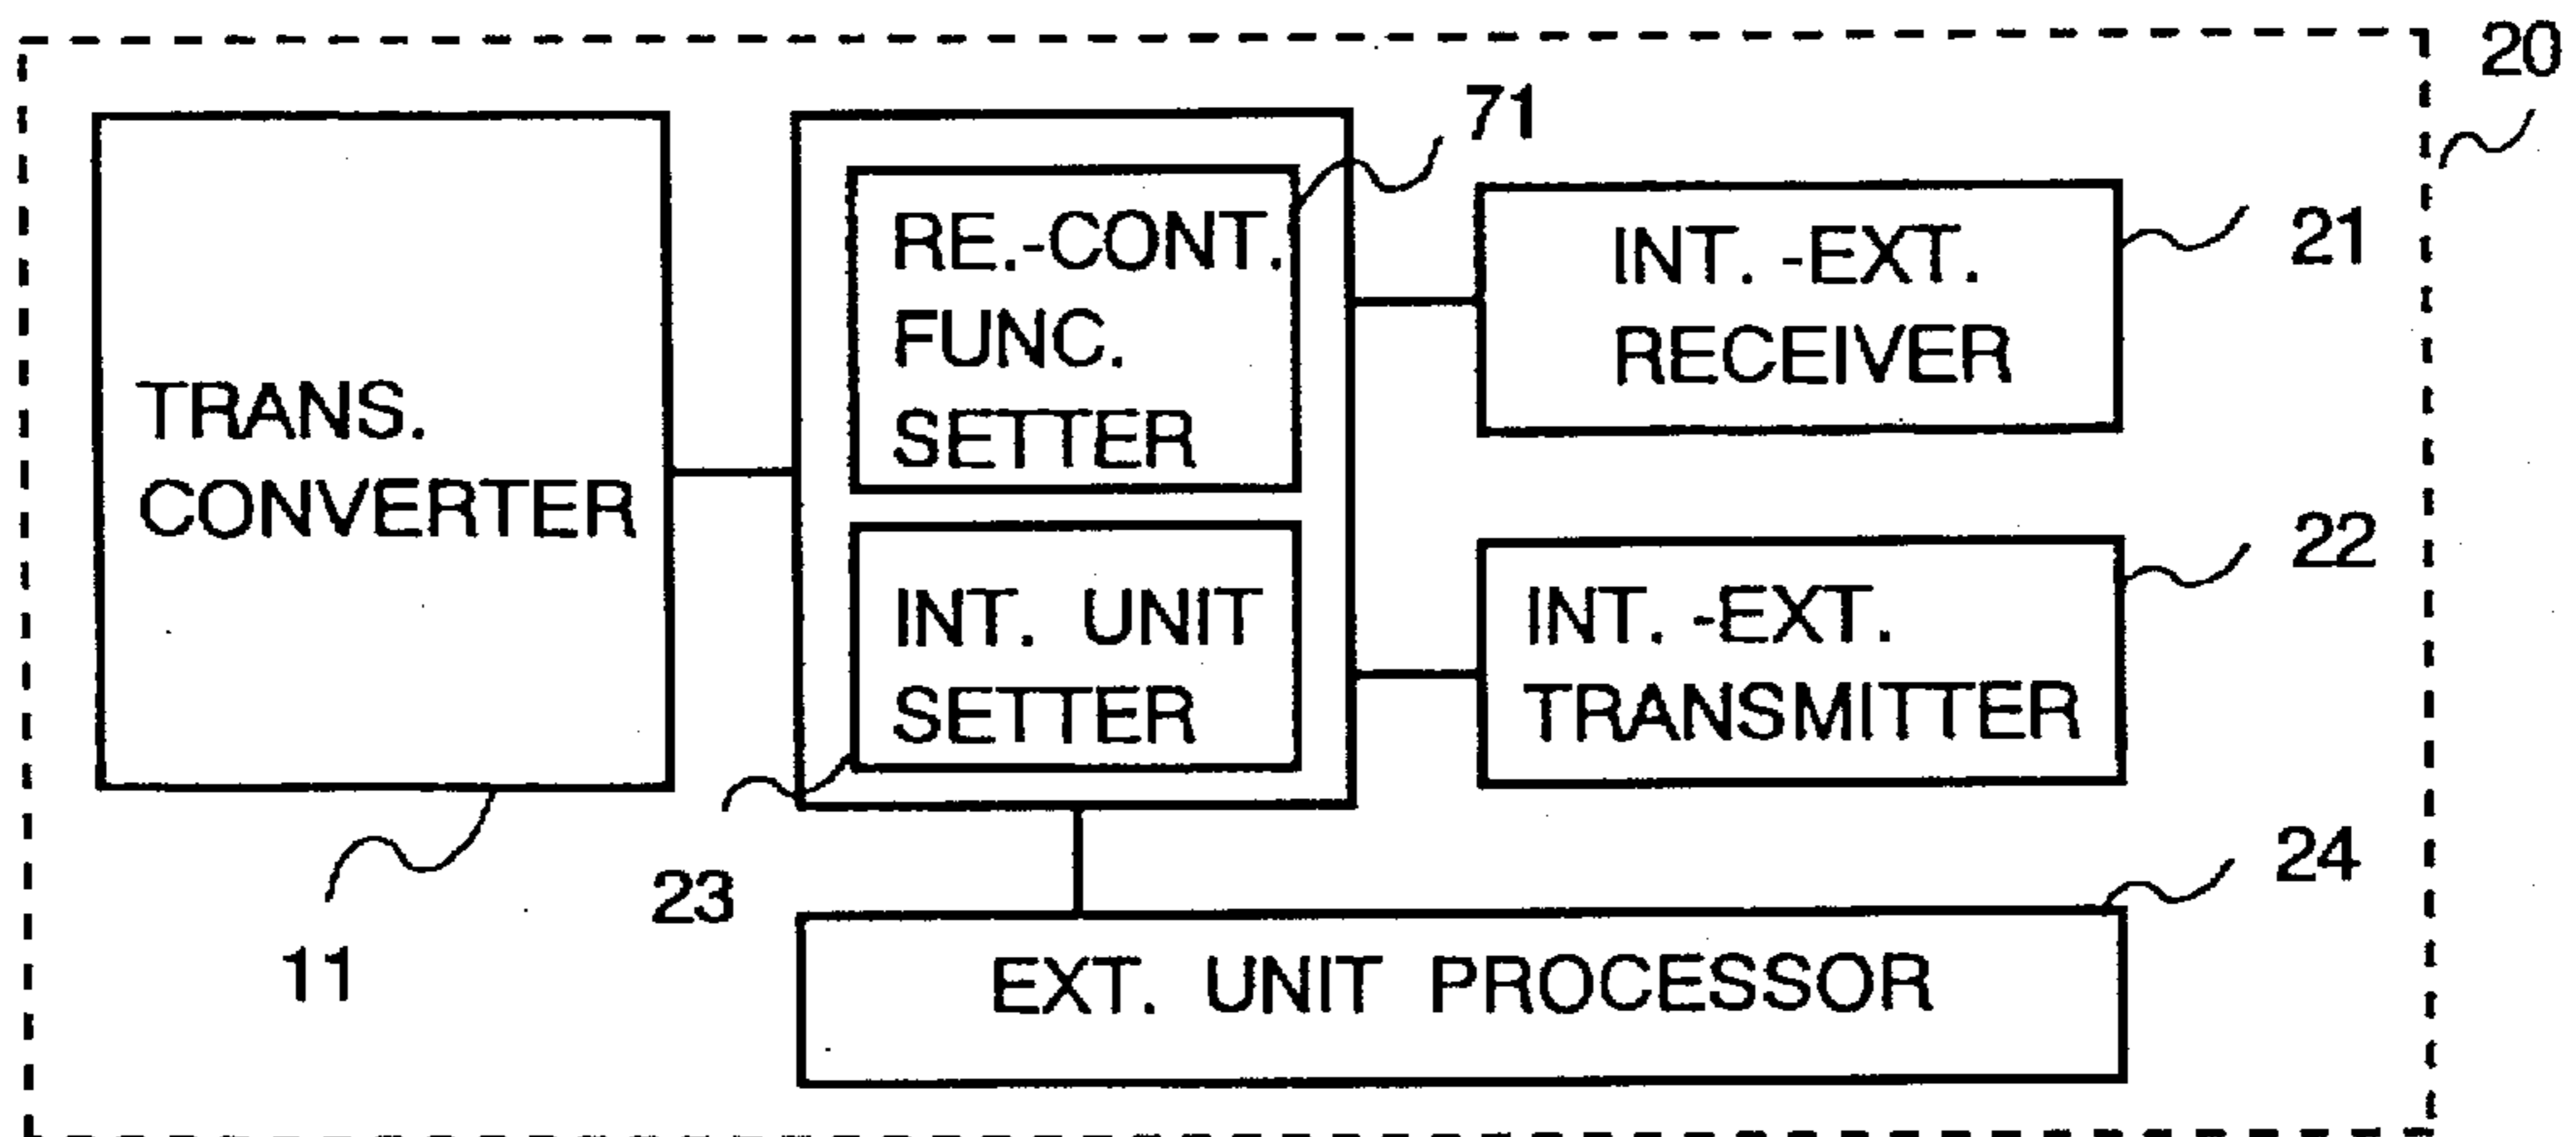 20
71
RE.-CONT.
FUNC.
SETTER
INT. -EXT.
RECEIVER
21
TRANS.
CONVERTER
INT. UNIT
SETTER
INT. -EXT.
TRANSMITTER
22
11
23
24
EXT. UNIT PROCESSOR